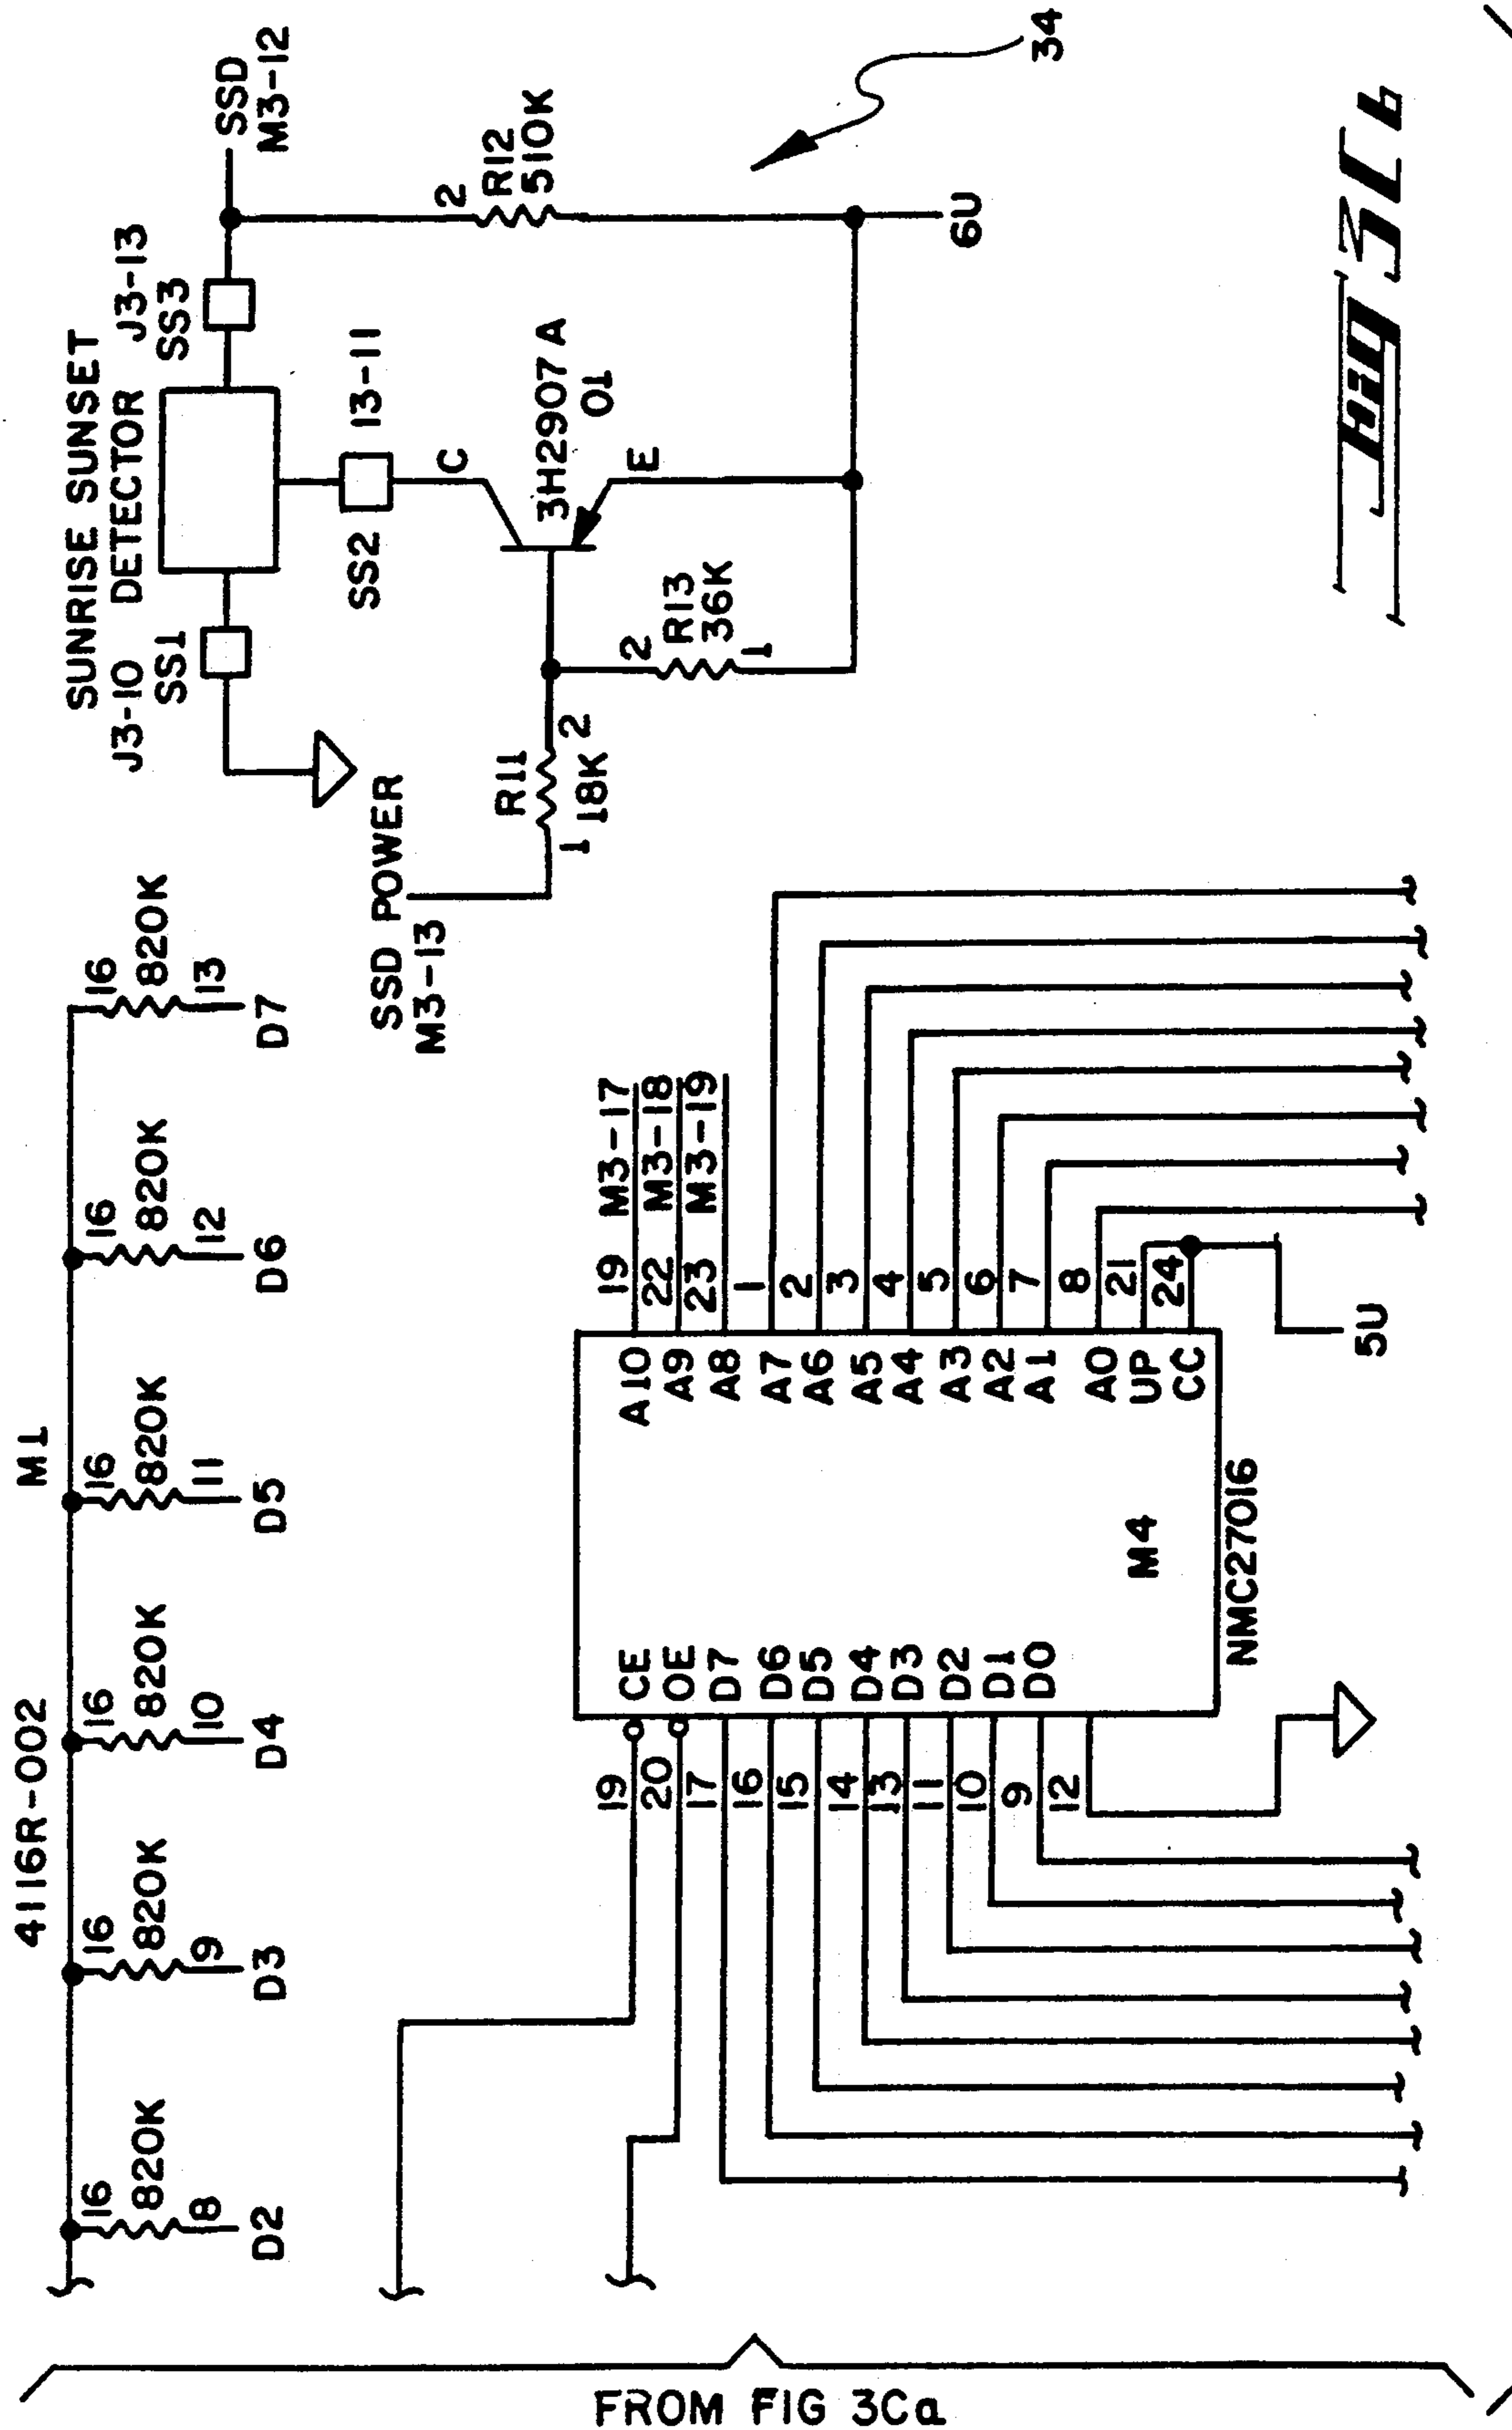 4116R-002 M1
16 16 16 16 16 16
820K 820K 820K 820K 820K 820K
8 9 10 11 12 13
D2 D3 D4 D5 D6 D7
SUNRISE SUNSET
J3-10 DETECTOR J3-13
SS1 SS3
SSD
M3-12
SS2 13-11
C
2
R12
510K
3H2907A
01
E
SSD POWER
M3-13
R11
1 18K 2
2
R13
36K
1
6U
34
19 CE A10 19 M3-17
20 OE A9 22 M3-18
17 D7 A8 23 M3-19
16 D6 A7 1
15 D5 A6 2
14 D4 A5 3
13 D3 A4 4
11 D2 A3 5
10 D1 A2 6
9 D0 A1 7
12 A0 8
UP 21
CC 24
M4
NMC27016
5U
FROM FIG 3Ca
Fig 3Cb